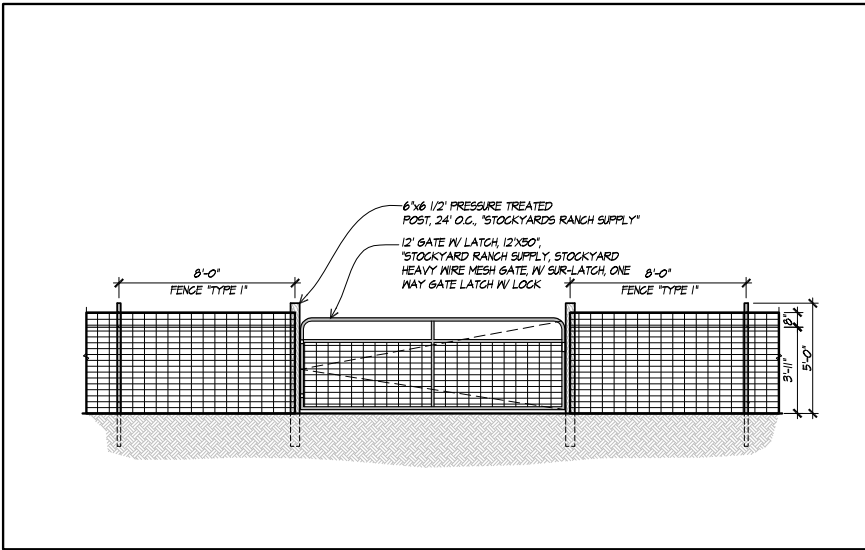 6"x6 1/2' PRESSURE TREATED
POST, 24' O.C., "STOCKYARDS RANCH SUPPLY"
12' GATE W/ LATCH, 12'X50",
"STOCKYARD RANCH SUPPLY, STOCKYARD
HEAVY WIRE MESH GATE, W/ SUR-LATCH, ONE
WAY GATE LATCH W/ LOCK
8'-0"
FENCE "TYPE 1"
8'-0"
FENCE "TYPE 1"
8"
3'-11"
5'-0"